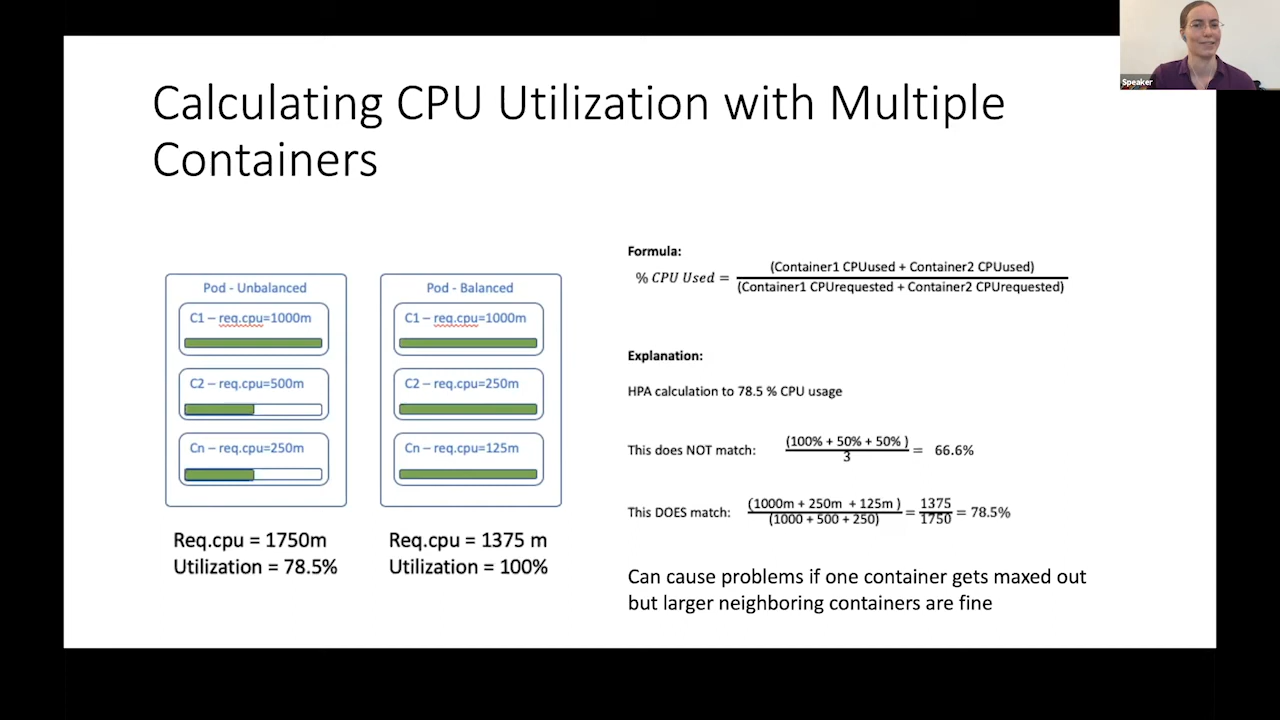 Speaker
Calculating CPU Utilization with Multiple
Containers
Pod - Unbalanced
C1 – req.cpu=1000m
C2 – req.cpu=500m
Cn – req.cpu=250m
Req.cpu = 1750m
Utilization = 78.5%
Pod - Balanced
C1 – req.cpu=1000m
C2 – req.cpu=250m
Cn – req.cpu=125m
Req.cpu = 1375 m
Utilization = 100%
Formula:
% CPU Used = (Container1 CPUused + Container2 CPUused)
(Container1 CPUrequested + Container2 CPUrequested)
Explanation:
HPA calculation to 78.5 % CPU usage
This does NOT match: (100% + 50% + 50% )
3
= 66.6%
This DOES match: (1000m + 250m + 125m )
(1000 + 500 + 250)
= 1375
1750
= 78.5%
Can cause problems if one container gets maxed out
but larger neighboring containers are fine